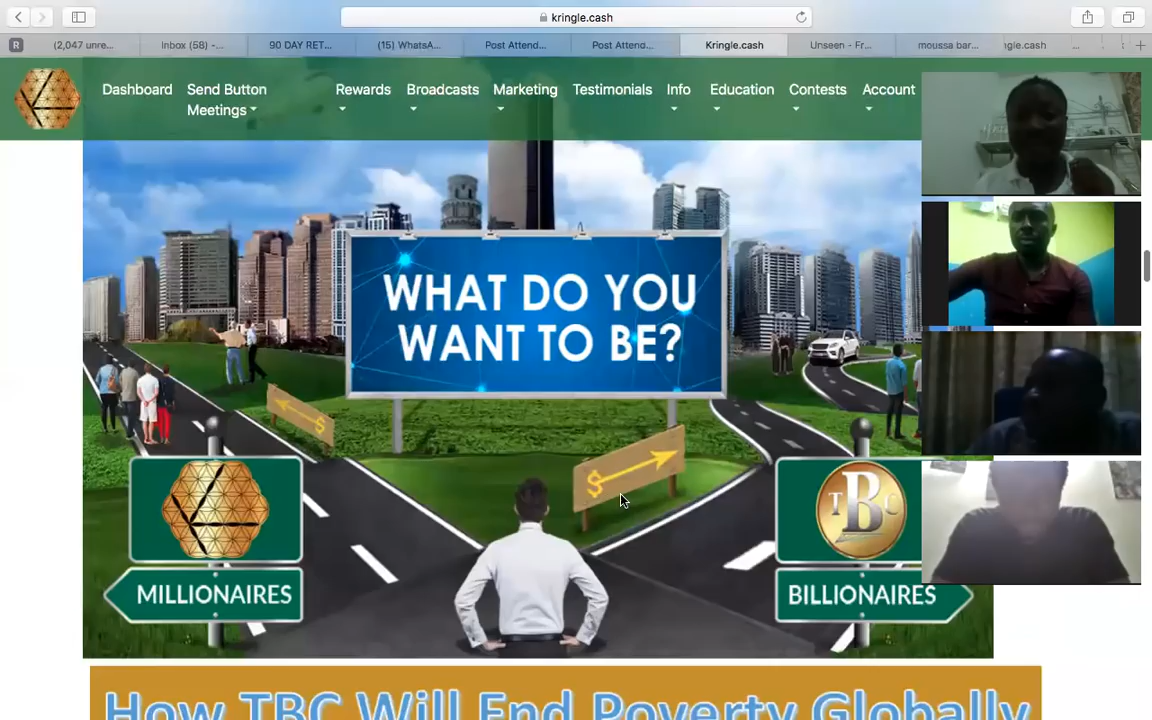 kringle.cash
R
(2,047 unre...
Inbox (58) -...
90 DAY RET...
(15) WhatsA...
Post Attend...
Post Attend...
Kringle.cash
Unseen - Fr...
moussa bar...
gle.cash
...
Dashboard
Send Button
Meetings
Rewards
Broadcasts
Marketing
Testimonials
Info
Education
Contests
Account
WHAT DO YOU
WANT TO BE?
$
$
TBC
MILLIONAIRES
BILLIONAIRES
How TBC Will End Poverty Globally